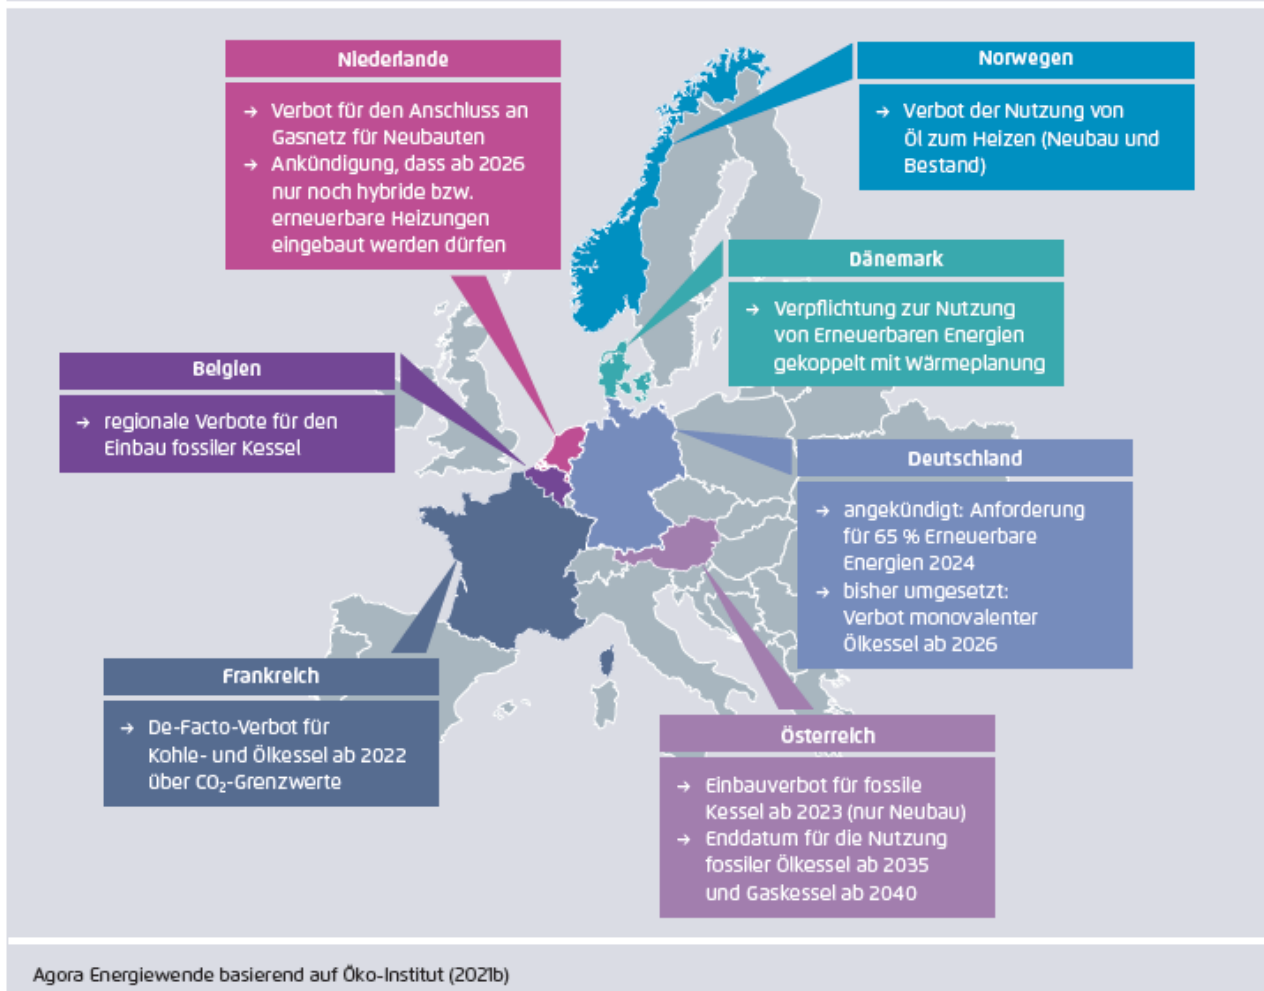 Niederlande
→ Verbot für den Anschluss an
Gasnetz für Neubauten
→ Ankündigung, dass ab 2026
nur noch hybride bzw.
erneuerbare Heizungen
eingebaut werden dürfen
Norwegen
→ Verbot der Nutzung von
Öl zum Heizen (Neubau und
Bestand)
Dänemark
→ Verpflichtung zur Nutzung
von Erneuerbaren Energien
gekoppelt mit Wärmeplanung
Belgien
→ regionale Verbote für den
Einbau fossiler Kessel
Deutschland
→ angekündigt: Anforderung
für 65 % Erneuerbare
Energien 2024
→ bisher umgesetzt:
Verbot monovalenter
Ölkessel ab 2026
Frankreich
→ De-Facto-Verbot für
Kohle- und Ölkessel ab 2022
über CO₂-Grenzwerte
Österreich
→ Einbauverbot für fossile
Kessel ab 2023 (nur Neubau)
→ Enddatum für die Nutzung
fossiler Ölkessel ab 2035
und Gaskessel ab 2040
Agora Energiewende basierend auf Öko-Institut (2021b)